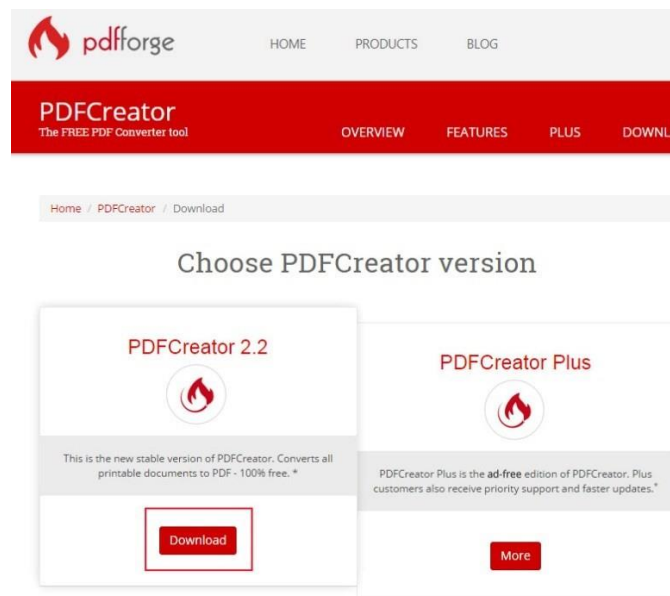 pdfforge HOME PRODUCTS BLOG
PDFCreator
The FREE PDF Converter tool
OVERVIEW FEATURES PLUS DOWNL
Home / PDFCreator / Download
Choose PDFCreator version
PDFCreator 2.2
This is the new stable version of PDFCreator. Converts all
printable documents to PDF - 100% free. *
Download
PDFCreator Plus
PDFCreator Plus is the ad-free edition of PDFCreator. Plus
customers also receive priority support and faster updates.*
More